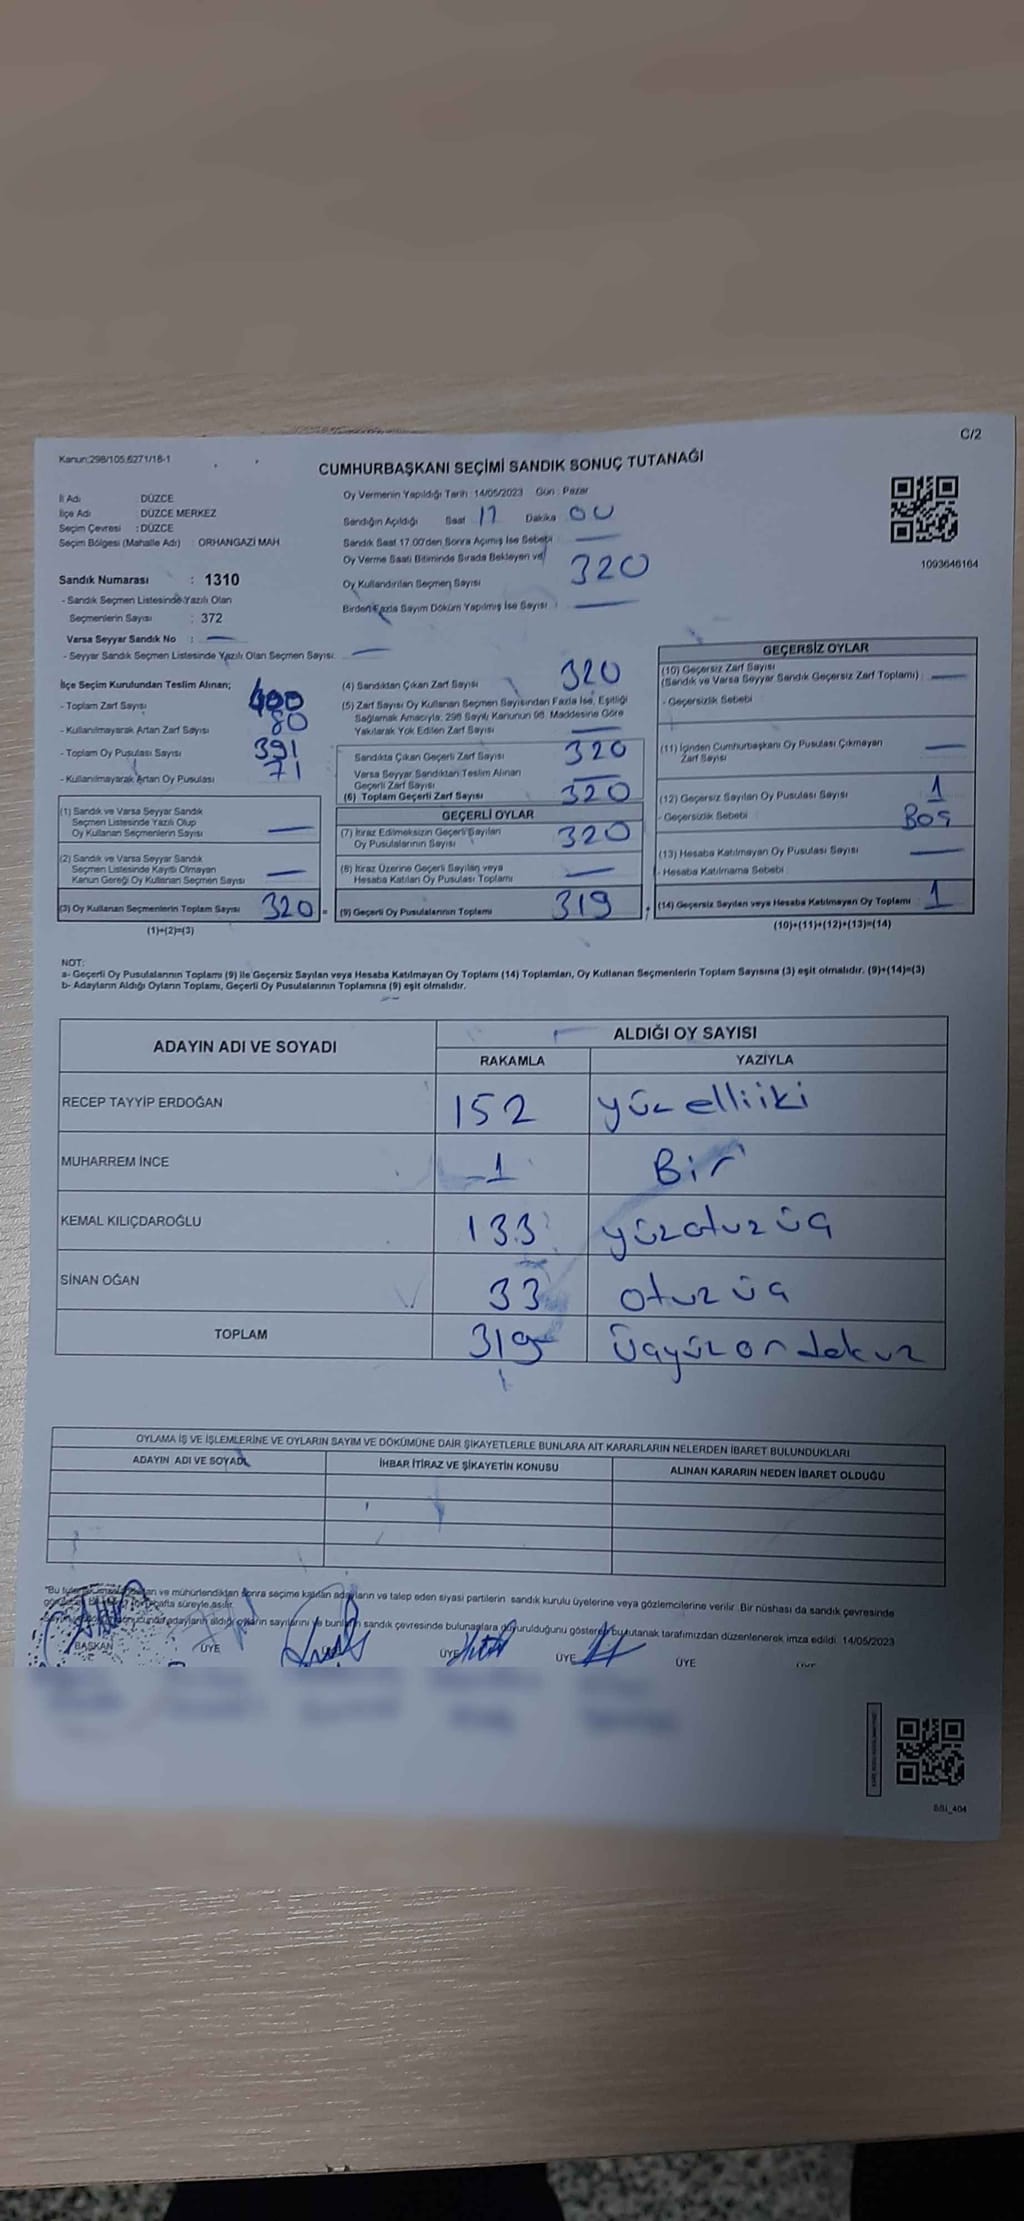 C/2
Kanun:298/105,6271/18-1
CUMHURBAŞKANI SEÇİMİ SANDIK SONUÇ TUTANAĞI
İl Adı : DÜZCE
İlçe Adı : DÜZCE MERKEZ
Seçim Çevresi : DÜZCE
Seçim Bölgesi (Mahalle Adı) : ORHANGAZİ MAH
Sandık Numarası : 1310
- Sandık Seçmen Listesinde Yazılı Olan
Seçmenlerin Sayısı : 372
Varsa Seyyar Sandık No : —
- Seyyar Sandık Seçmen Listesinde Yazılı Olan Seçmen Sayısı: —
Oy Vermenin Yapıldığı Tarih : 14/05/2023 Gün : Pazar
Sandığın Açıldığı Saat 17 Dakika 00
Sandık Saat 17.00'den Sonra Açılmış İse Sebebi : —
Oy Verme Saati Bitiminde Sırada Bekleyen ve
Oy Kullandırılan Seçmen Sayısı 320
Birden Fazla Sayım Döküm Yapılmış İse Sayısı : —
1093646164
İlçe Seçim Kurulundan Teslim Alınan;
- Toplam Zarf Sayısı 400
- Kullanılmayarak Artan Zarf Sayısı 80
- Toplam Oy Pusulası Sayısı 391
- Kullanılmayarak Artan Oy Pusulası 71
(1) Sandık ve Varsa Seyyar Sandık
Seçmen Listesinde Yazılı Olup
Oy Kullanan Seçmenlerin Sayısı —
(2) Sandık ve Varsa Seyyar Sandık
Seçmen Listesinde Kayıtlı Olmayan
Kanun Gereği Oy Kullanan Seçmen Sayısı —
(3) Oy Kullanan Seçmenlerin Toplam Sayısı 320 =
(1)+(2)=(3)
(4) Sandıktan Çıkan Zarf Sayısı 320
(5) Zarf Sayısı Oy Kullanan Seçmen Sayısından Fazla İse, Eşitliği
Sağlamak Amacıyla, 298 Sayılı Kanunun 98. Maddesine Göre
Yakılarak Yok Edilen Zarf Sayısı —
Sandıkta Çıkan Geçerli Zarf Sayısı 320
Varsa Seyyar Sandıktan Teslim Alınan
Geçerli Zarf Sayısı —
(6) Toplam Geçerli Zarf Sayısı 320
GEÇERLİ OYLAR
(7) İtiraz Edilmeksizin Geçerli Sayılan
Oy Pusulalarının Sayısı 320
(8) İtiraz Üzerine Geçerli Sayılan veya
Hesaba Katılan Oy Pusulası Toplamı —
(9) Geçerli Oy Pusulalarının Toplamı 319 +
GEÇERSİZ OYLAR
(10) Geçersiz Zarf Sayısı
(Sandık ve Varsa Seyyar Sandık Geçersiz Zarf Toplamı) —
- Geçersizlik Sebebi
(11) İçinden Cumhurbaşkanı Oy Pusulası Çıkmayan
Zarf Sayısı —
(12) Geçersiz Sayılan Oy Pusulası Sayısı 1
- Geçersizlik Sebebi Boş
(13) Hesaba Katılmayan Oy Pusulası Sayısı —
- Hesaba Katılmama Sebebi
(14) Geçersiz Sayılan veya Hesaba Katılmayan Oy Toplamı : 1
(10)+(11)+(12)+(13)=(14)
NOT:
a- Geçerli Oy Pusulalarının Toplamı (9) ile Geçersiz Sayılan veya Hesaba Katılmayan Oy Toplamı (14) Toplamları, Oy Kullanan Seçmenlerin Toplam Sayısına (3) eşit olmalıdır. (9)+(14)=(3)
b- Adayların Aldığı Oyların Toplamı, Geçerli Oy Pusulalarının Toplamına (9) eşit olmalıdır.
ADAYIN ADI VE SOYADI
ALDIĞI OY SAYISI
RAKAMLA YAZIYLA
RECEP TAYYİP ERDOĞAN 152 yüzelliiki
MUHARREM İNCE 1 Bir
KEMAL KILIÇDAROĞLU 133 yüzotuzüç
SİNAN OĞAN 33 otuzüç
TOPLAM 319 Üçyüzondokuz
OYLAMA İŞ VE İŞLEMLERİNE VE OYLARIN SAYIM VE DÖKÜMÜNE DAİR ŞİKAYETLERLE BUNLARA AİT KARARLARIN NELERDEN İBARET BULUNDUKLARI
ADAYIN ADI VE SOYADI İHBAR İTİRAZ VE ŞİKAYETİN KONUSU ALINAN KARARIN NEDEN İBARET OLDUĞU
"Bu ve mühürlendikten sonra seçime katılan adayların ve talep eden siyasi partilerin sandık kurulu üyelerine veya gözlemcilerine verilir. Bir nüshası da sandık çevresinde
hafta süreyle asılır.
adayların aldığı oyların sayılarını ve bunların sandık çevresinde bulunanlara duyurulduğunu gösteren bu tutanak tarafımızdan düzenlenerek imza edildi. 14/05/2023
BAŞKAN ÜYE ÜYE ÜYE ÜYE
BBI_404